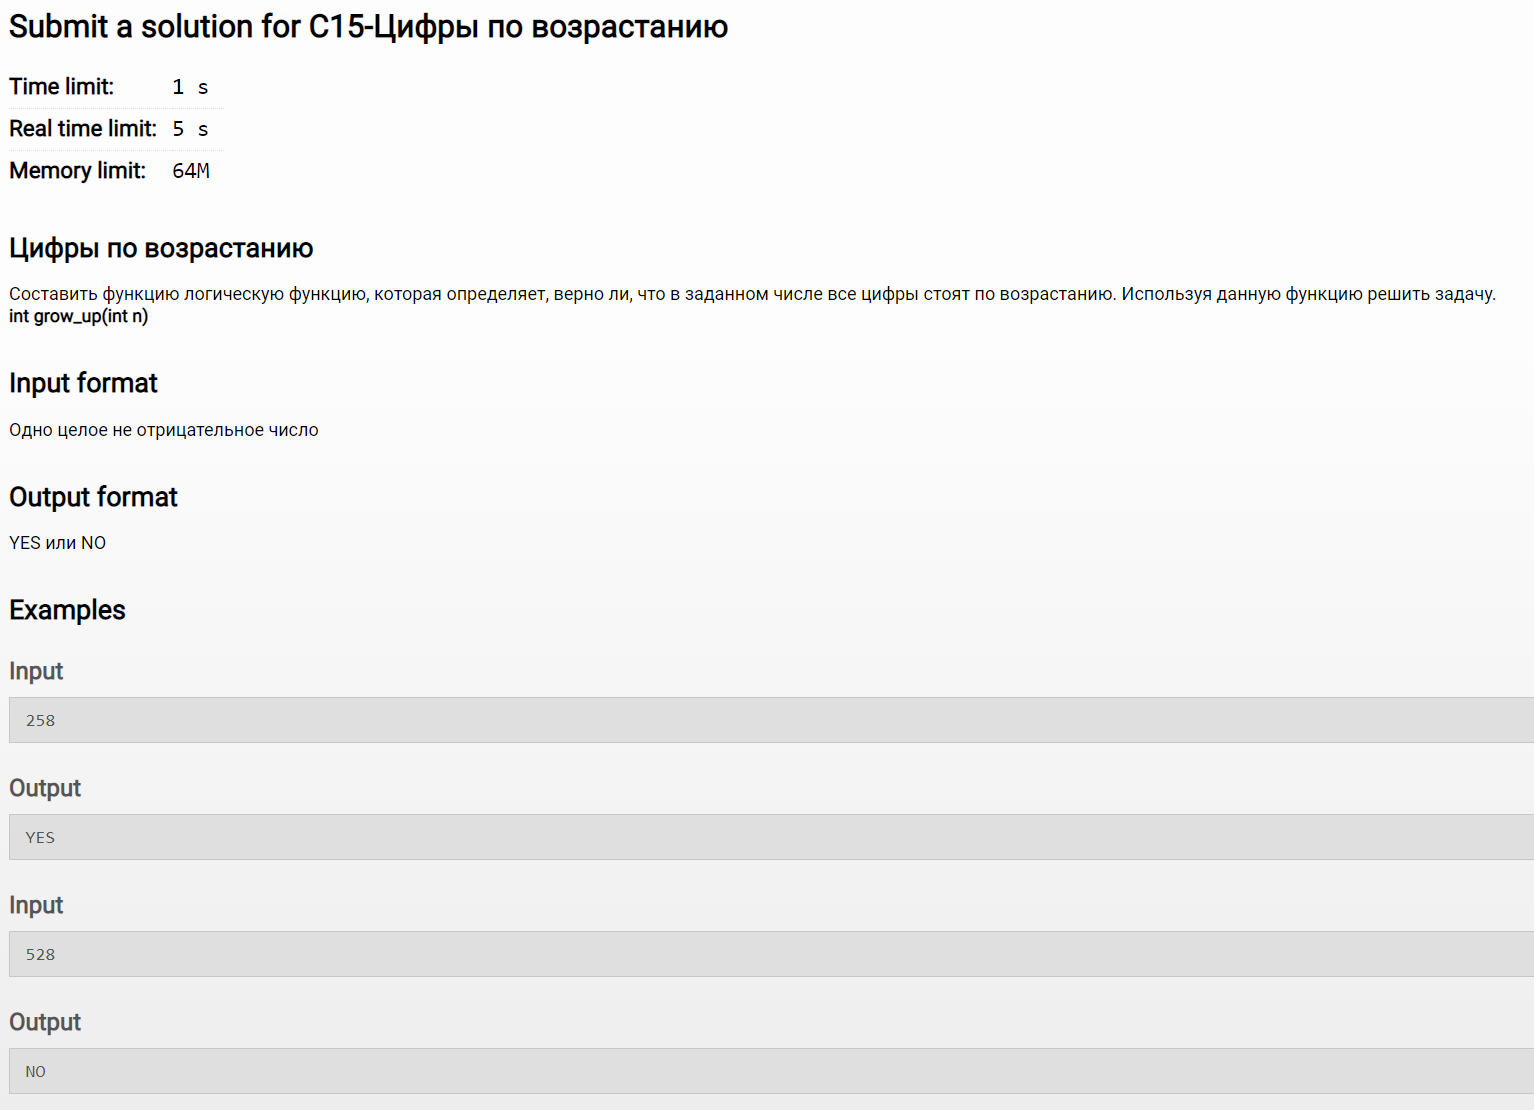 Submit a solution for C15-Цифры по возрастанию
Time limit: 1 s
Real time limit: 5 s
Memory limit: 64M
Цифры по возрастанию
Составить функцию логическую функцию, которая определяет, верно ли, что в заданном числе все цифры стоят по возрастанию. Используя данную функцию решить задачу.
int grow_up(int n)
Input format
Одно целое не отрицательное число
Output format
YES или NO
Examples
Input
258
Output
YES
Input
528
Output
NO